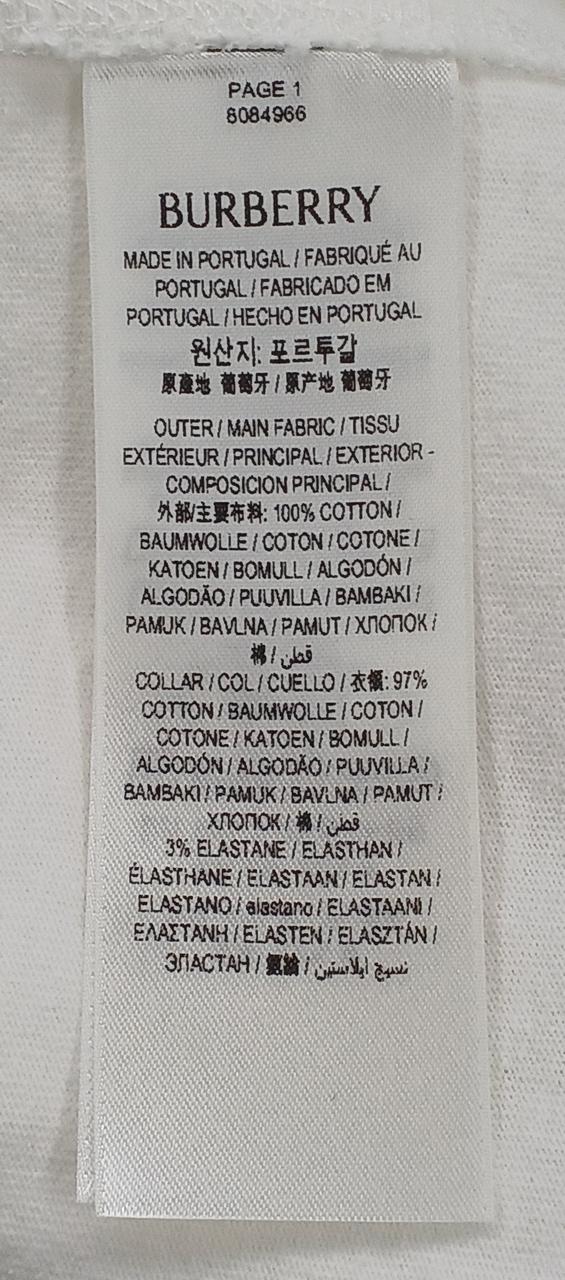 PAGE 1
8084966
BURBERRY
MADE IN PORTUGAL / FABRIQUÉ AU
PORTUGAL / FABRICADO EM
PORTUGAL / HECHO EN PORTUGAL
원산지: 포르투갈
原產地 葡萄牙 / 原产地 葡萄牙
OUTER / MAIN FABRIC / TISSU
EXTÉRIEUR / PRINCIPAL / EXTERIOR -
COMPOSICION PRINCIPAL /
外部/主要布料: 100% COTTON /
BAUMWOLLE / COTON / COTONE /
KATOEN / BOMULL / ALGODÓN /
ALGODÃO / PUUVILLA / BAMBAKI /
PAMUK / BAVLNA / PAMUT / ХЛОПОК /
棉 / قطن
COLLAR / COL / CUELLO / 衣領: 97%
COTTON / BAUMWOLLE / COTON /
COTONE / KATOEN / BOMULL /
ALGODÓN / ALGODÃO / PUUVILLA /
BAMBAKI / PAMUK / BAVLNA / PAMUT /
ХЛОПОК / 棉 / قطن
3% ELASTANE / ELASTHAN /
ÉLASTHANE / ELASTAAN / ELASTAN /
ELASTANO / elastano / ELASTAANI /
ΕΛΑΣΤΑΝΗ / ELASTEN / ELASZTÁN /
ЭЛАСТАН / / نسيج ايلاستين